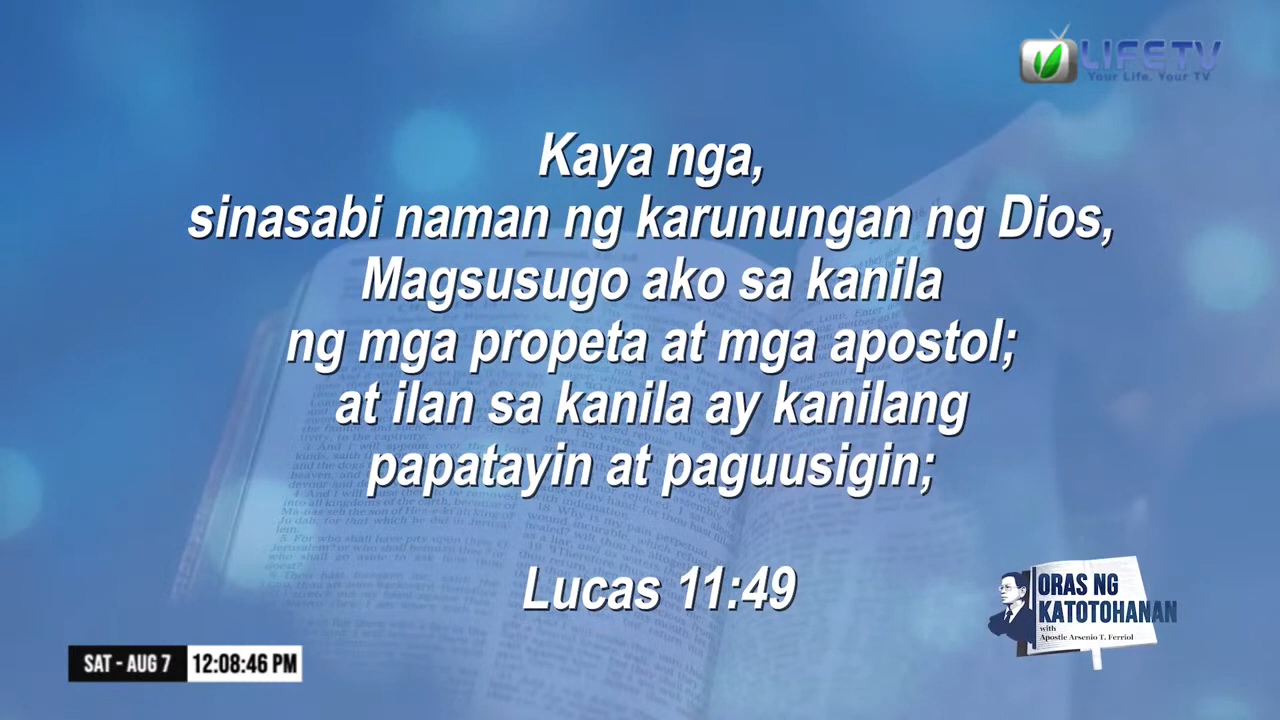 LIFETV
Your Life. Your TV
Kaya nga,
sinasabi naman ng karunungan ng Dios,
Magsusugo ako sa kanila
ng mga propeta at mga apostol;
at ilan sa kanila ay kanilang
papatayin at paguusigin;
Lucas 11:49
ORAS NG
KATOTOHANAN
with
Apostle Arsenio T. Ferriol
SAT - AUG 7 12:08:46 PM